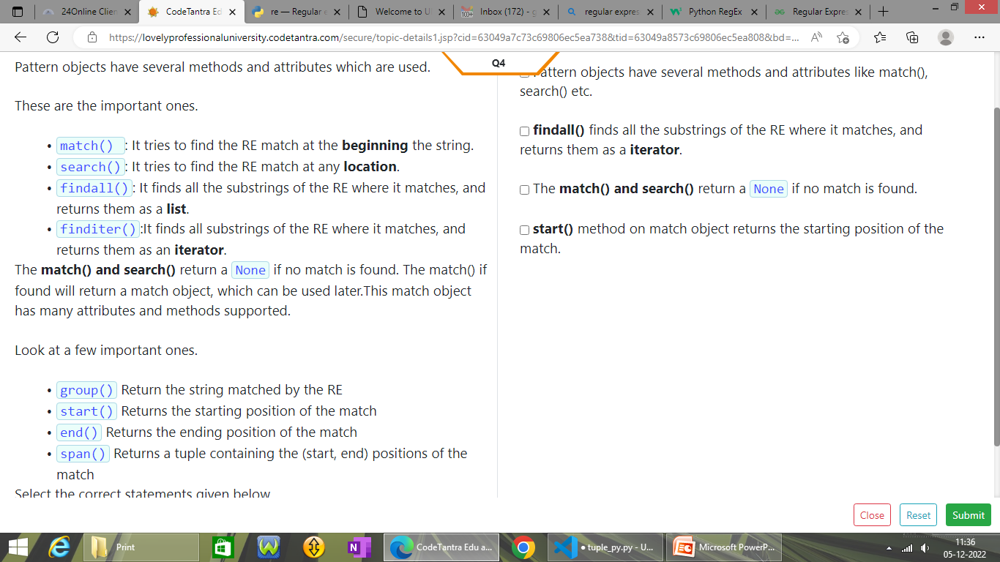 24Online Clien
CodeTantra Ed
re — Regular e
Welcome to U
Inbox (172) - g
regular expres
Python RegEx
Regular Expre
https://lovelyprofessionaluniversity.codetantra.com/secure/topic-details1.jsp?cid=63049a7c73c69806ec5ea738&tid=63049a8573c69806ec5ea808&bd=...
Q4
Pattern objects have several methods and attributes which are used.
These are the important ones.
• match() : It tries to find the RE match at the beginning the string.
• search() : It tries to find the RE match at any location.
• findall() : It finds all the substrings of the RE where it matches, and
returns them as a list.
• finditer() :It finds all substrings of the RE where it matches, and
returns them as an iterator.
The match() and search() return a None if no match is found. The match() if
found will return a match object, which can be used later.This match object
has many attributes and methods supported.
Look at a few important ones.
• group() Return the string matched by the RE
• start() Returns the starting position of the match
• end() Returns the ending position of the match
• span() Returns a tuple containing the (start, end) positions of the
match
Select the correct statements given below
Pattern objects have several methods and attributes like match(),
search() etc.
findall() finds all the substrings of the RE where it matches, and
returns them as a iterator.
The match() and search() return a None if no match is found.
start() method on match object returns the starting position of the
match.
Close
Reset
Submit
Print
CodeTantra Edu a...
• tuple_py.py - U...
Microsoft PowerP...
11:36
05-12-2022